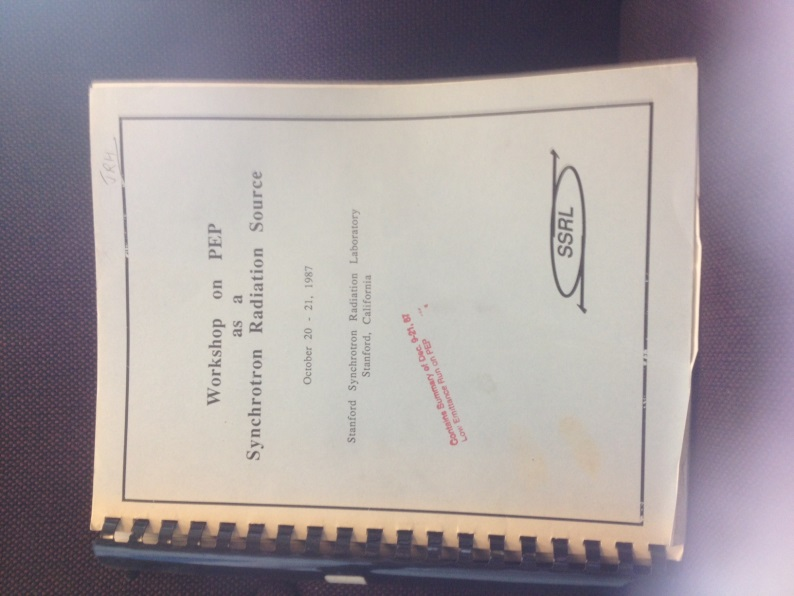 JRH
Workshop on PEP
as a
Synchrotron Radiation Source
October 20 - 21, 1987
Stanford Synchrotron Radiation Laboratory
Stanford, California
Contains Summary of Dec. 9-21, 87
Low Emittance Run on PEP
SSRL